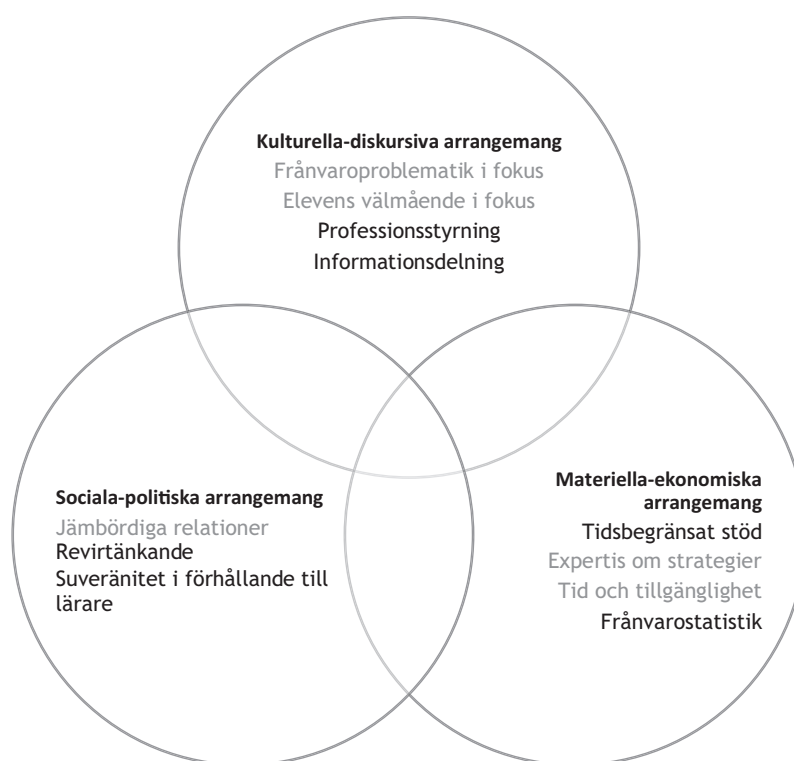 Kulturella-diskursiva arrangemang
Frånvaroproblematik i fokus
Elevens välmående i fokus
Professionsstyrning
Informationsdelning
Sociala-politiska arrangemang
Jämbördiga relationer
Revirtänkande
Suveränitet i förhållande till
lärare
Materiella-ekonomiska
arrangemang
Tidsbegränsat stöd
Expertis om strategier
Tid och tillgänglighet
Frånvarostatistik